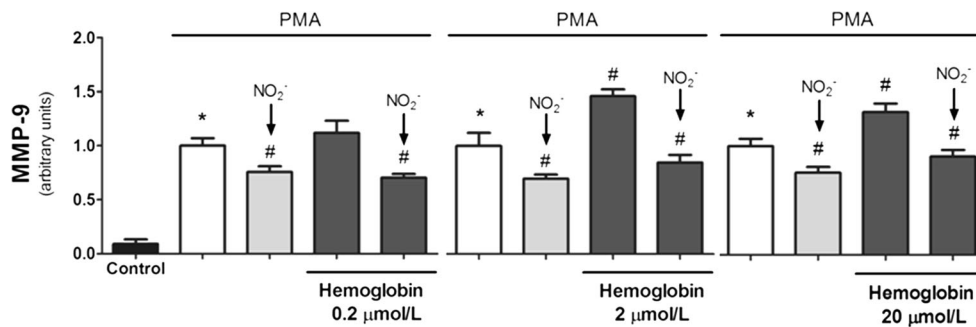 PMA PMA PMA
MMP-9
(arbitrary units)
2.0
1.5
1.0
0.5
0.0
* NO₂⁻ # NO₂⁻ #
* NO₂⁻ # # NO₂⁻ #
* NO₂⁻ # # NO₂⁻ #
Control
Hemoglobin
0.2 μmol/L
Hemoglobin
2 μmol/L
Hemoglobin
20 μmol/L